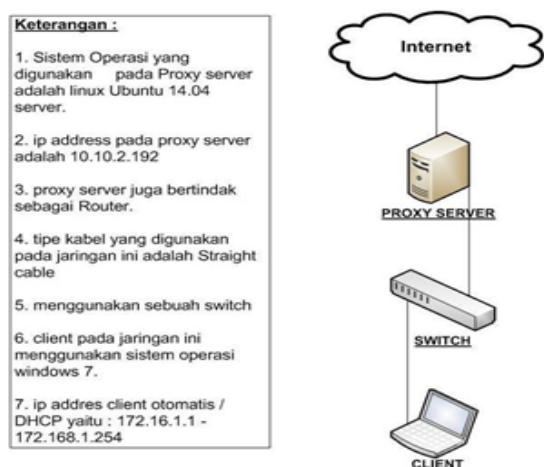 Keterangan :
1. Sistem Operasi yang
digunakan pada Proxy server
adalah linux Ubuntu 14.04
server.
2. ip address pada proxy server
adalah 10.10.2.192
3. proxy server juga bertindak
sebagai Router.
4. tipe kabel yang digunakan
pada jaringan ini adalah Straight
cable
5. menggunakan sebuah switch
6. client pada jaringan ini
menggunakan sistem operasi
windows 7.
7. ip addres client otomatis /
DHCP yaitu : 172.16.1.1 -
172.168.1.254
Internet
PROXY SERVER
SWITCH
CLIENT